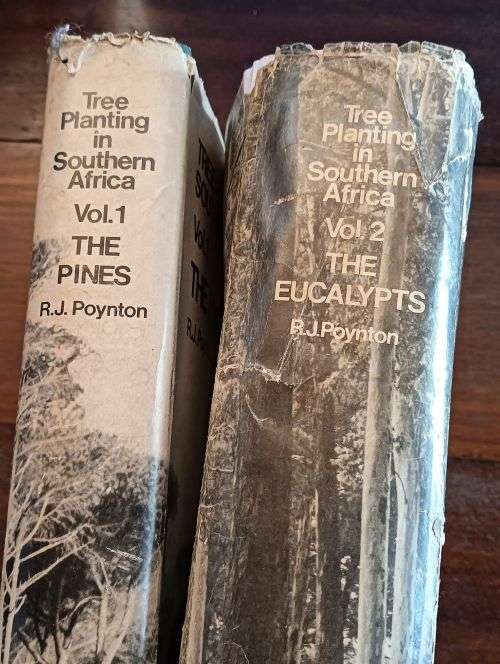 Tree
Planting
in
Southern
Africa
Vol.1
THE
PINES
R.J. Poynton
Tree
Planting
in
Southern
Africa
Vol.2
THE
EUCALYPTS
R.J.Poynton